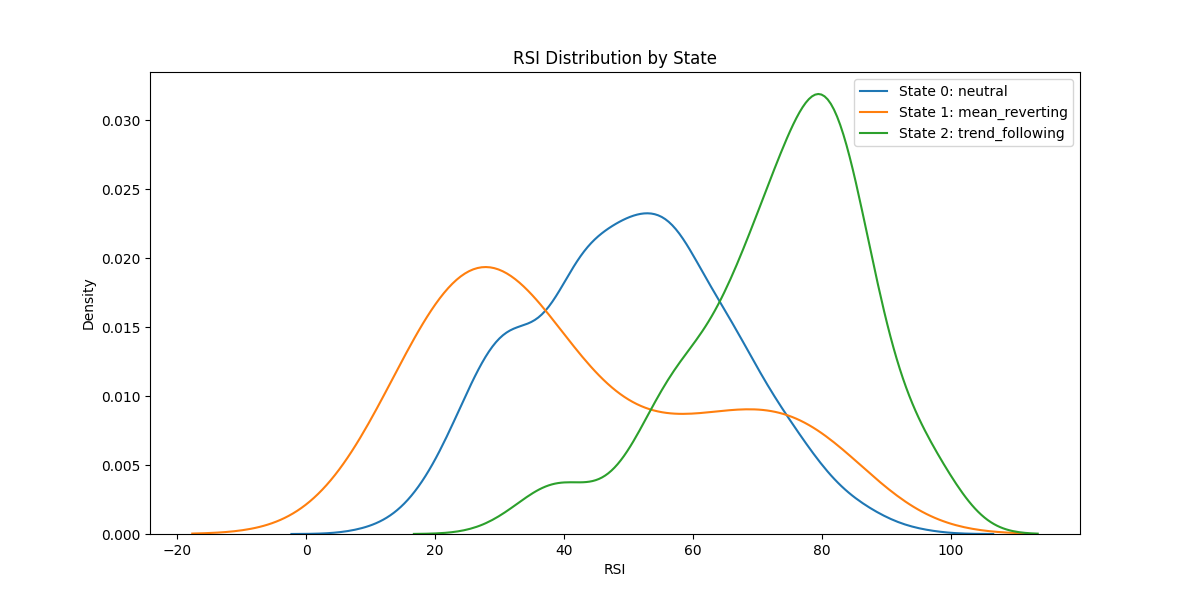 RSI Distribution by State
State 0: neutral
State 1: mean_reverting
State 2: trend_following
0.030
0.025
0.020
0.015
0.010
0.005
0.000
Density
−20
0
20
40
60
80
100
RSI